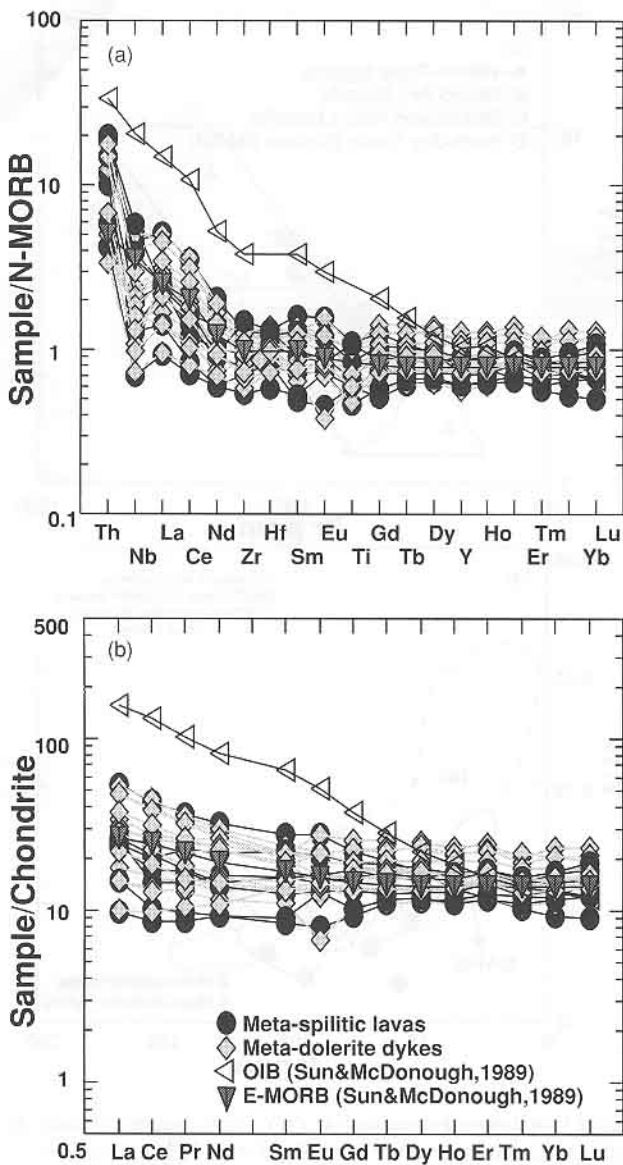 100
(a)
10
1
0.1
Sample/N-MORB
Th La Nd Hf Eu Gd Dy Ho Tm Lu
Nb Ce Zr Sm Ti Tb Y Er Yb
500
(b)
100
10
1
0.5
Sample/Chondrite
Meta-spilitic lavas
Meta-dolerite dykes
OIB (Sun&McDonough,1989)
E-MORB (Sun&McDonough,1989)
La Ce Pr Nd Sm Eu Gd Tb Dy Ho Er Tm Yb Lu